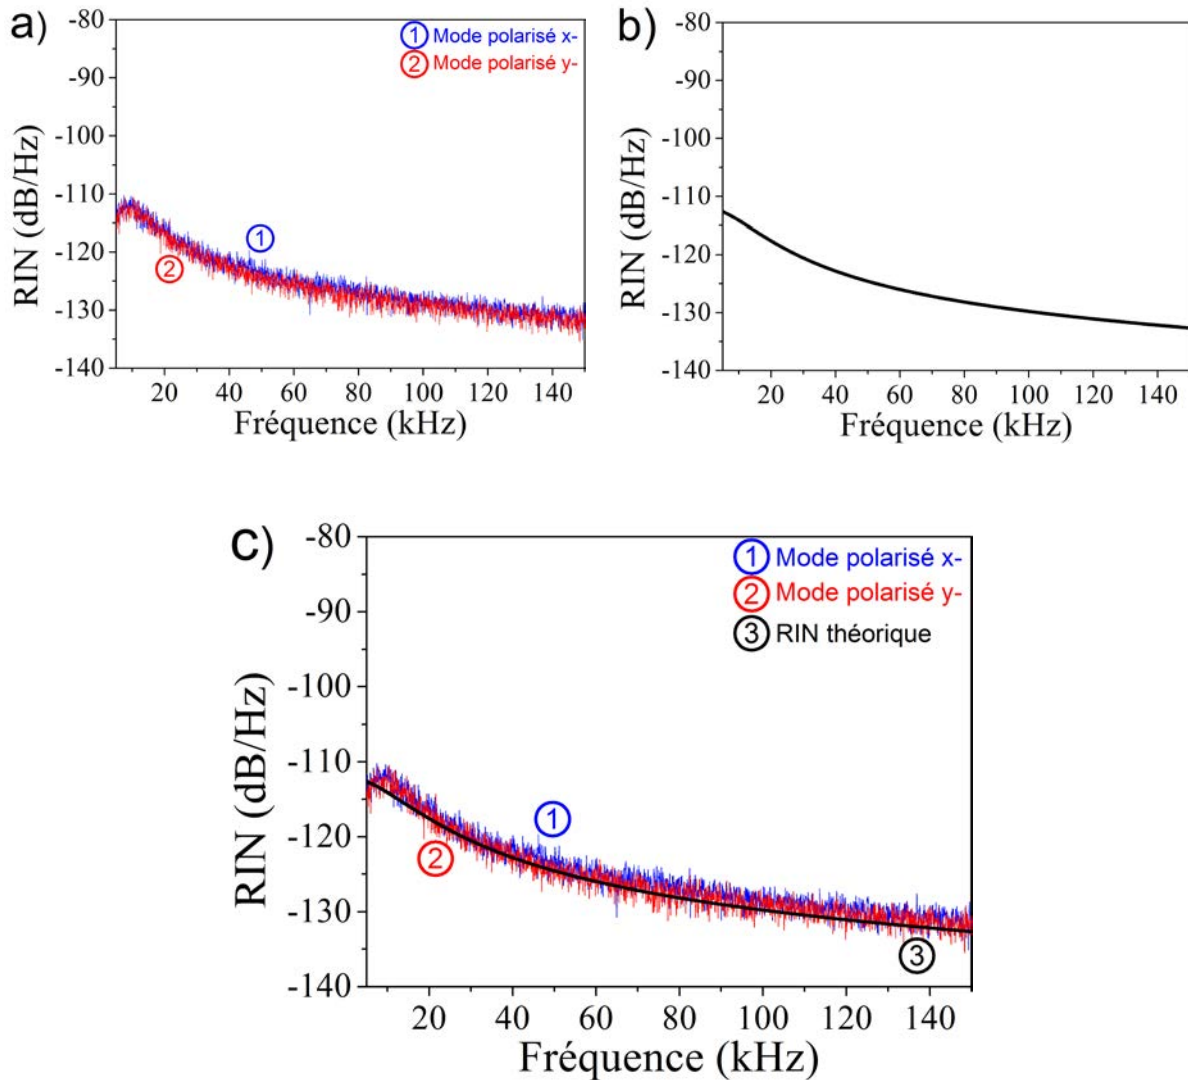 a)
RIN (dB/Hz)
-80
-90
-100
-110
-120
-130
-140
1 Mode polarisé x-
2 Mode polarisé y-
1
2
20 40 60 80 100 120 140
Fréquence (kHz)
b)
RIN (dB/Hz)
-80
-90
-100
-110
-120
-130
-140
20 40 60 80 100 120 140
Fréquence (kHz)
c)
RIN (dB/Hz)
-80
-90
-100
-110
-120
-130
-140
1 Mode polarisé x-
2 Mode polarisé y-
3 RIN théorique
1
2
3
20 40 60 80 100 120 140
Fréquence (kHz)